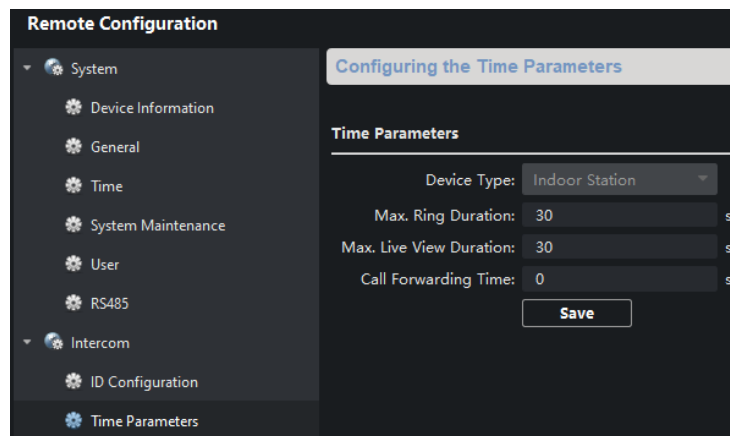 Remote Configuration
System
Device Information
General
Time
System Maintenance
User
RS485
Intercom
ID Configuration
Time Parameters
Configuring the Time Parameters
Time Parameters
Device Type: Indoor Station
Max. Ring Duration: 30 s
Max. Live View Duration: 30 s
Call Forwarding Time: 0 s
Save